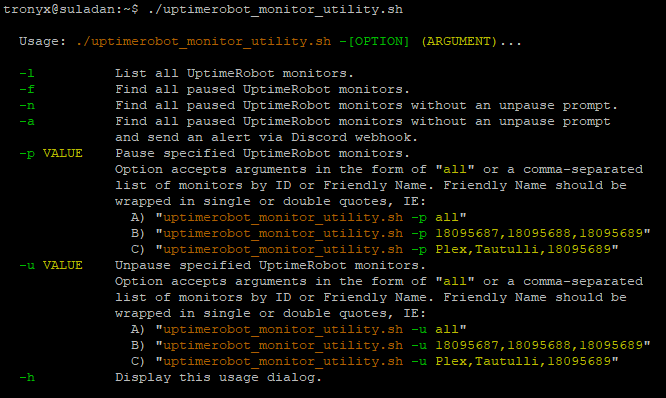 tronyx@suladan:~$ ./uptimerobot_monitor_utility.sh
Usage: ./uptimerobot_monitor_utility.sh -[OPTION] (ARGUMENT)...
-l List all UptimeRobot monitors.
-f Find all paused UptimeRobot monitors.
-n Find all paused UptimeRobot monitors without an unpause prompt.
-a Find all paused UptimeRobot monitors without an unpause prompt
and send an alert via Discord webhook.
-p VALUE Pause specified UptimeRobot monitors.
Option accepts arguments in the form of "all" or a comma-separated
list of monitors by ID or Friendly Name. Friendly Name should be
wrapped in single or double quotes, IE:
A) "uptimerobot_monitor_utility.sh -p all"
B) "uptimerobot_monitor_utility.sh -p 18095687,18095688,18095689"
C) "uptimerobot_monitor_utility.sh -p Plex,Tautulli,18095689"
-u VALUE Unpause specified UptimeRobot monitors.
Option accepts arguments in the form of "all" or a comma-separated
list of monitors by ID or Friendly Name. Friendly Name should be
wrapped in single or double quotes, IE:
A) "uptimerobot_monitor_utility.sh -u all"
B) "uptimerobot_monitor_utility.sh -u 18095687,18095688,18095689"
C) "uptimerobot_monitor_utility.sh -u Plex,Tautulli,18095689"
-h Display this usage dialog.